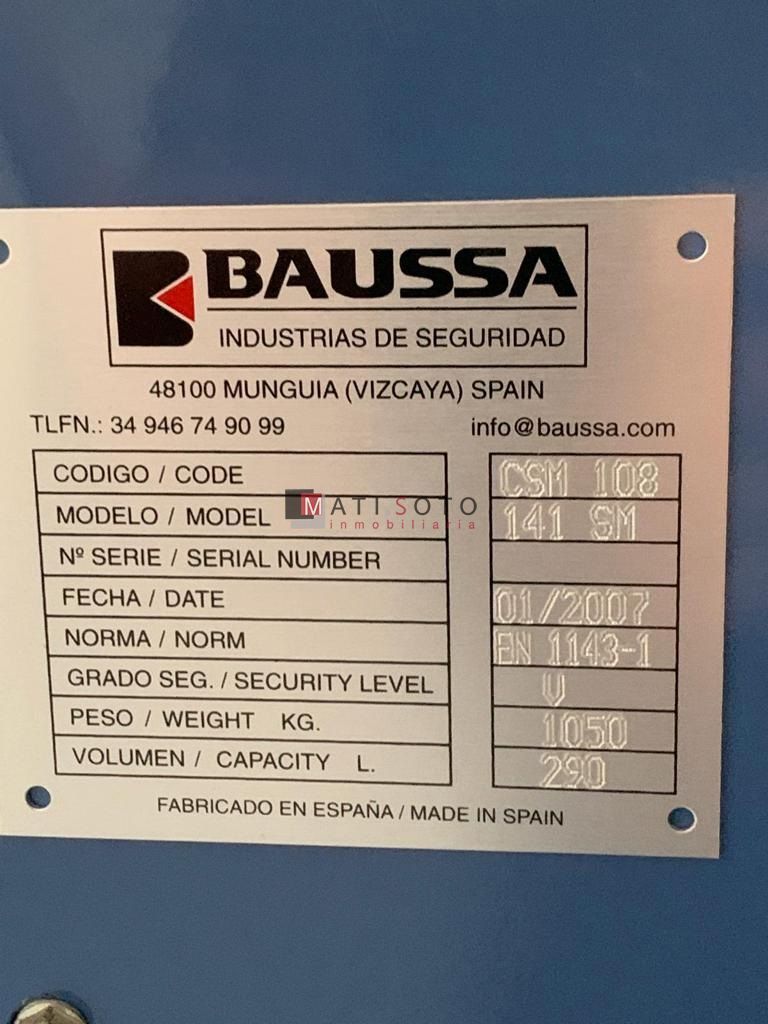 BAUSSA
INDUSTRIAS DE SEGURIDAD
48100 MUNGUIA (VIZCAYA) SPAIN
TLFN.: 34 946 74 90 99 info@baussa.com
CODIGO / CODE CSM 108
MODELO / MODEL 141 SM
MATI SOTO
inmobiliaria
Nº SERIE / SERIAL NUMBER
FECHA / DATE 01/2007
NORMA / NORM EN 1143-1
GRADO SEG. / SECURITY LEVEL V
PESO / WEIGHT KG. 1050
VOLUMEN / CAPACITY L. 290
FABRICADO EN ESPAÑA / MADE IN SPAIN